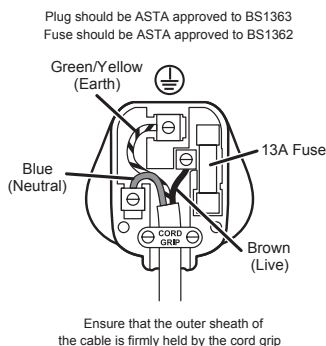 Plug should be ASTA approved to BS1363
Fuse should be ASTA approved to BS1362
Green/Yellow
(Earth)
13A Fuse
Blue
(Neutral)
CORD
GRIP
Brown
(Live)
Ensure that the outer sheath of
the cable is firmly held by the cord grip